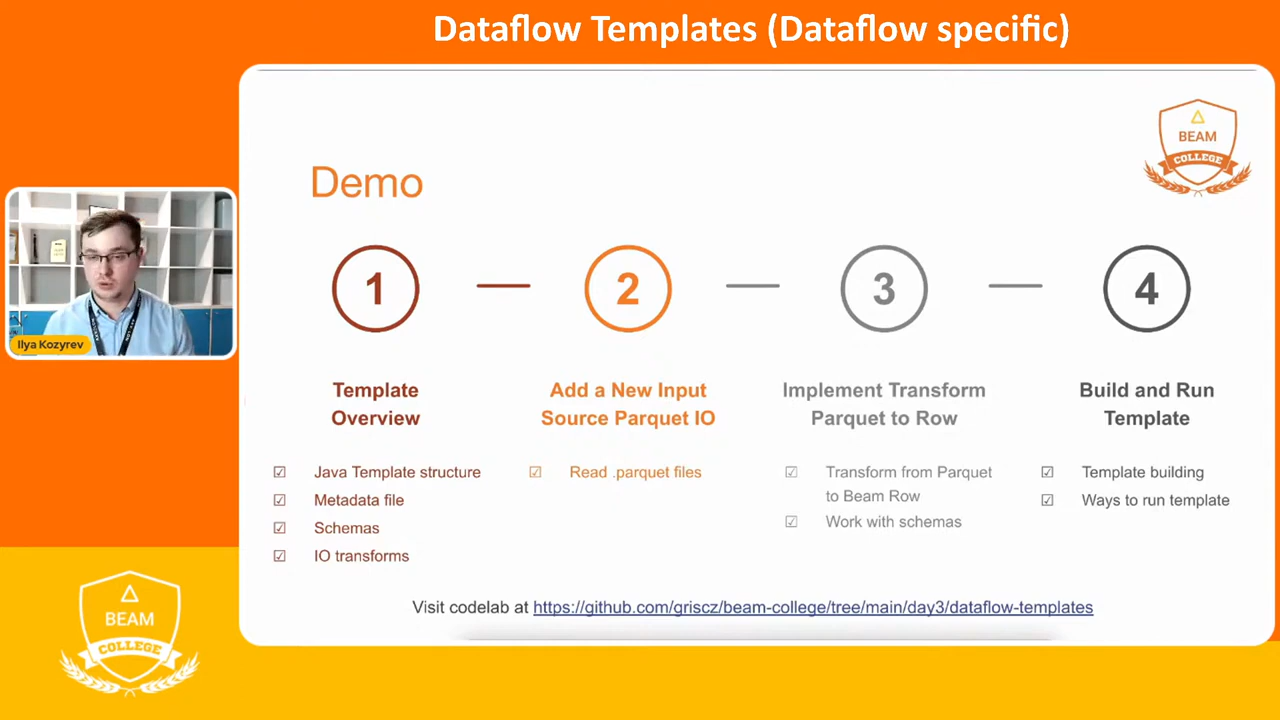 Dataflow Templates (Dataflow specific)
BEAM
COLLEGE
Demo
1
2
3
4
Template
Overview
Add a New Input
Source Parquet IO
Implement Transform
Parquet to Row
Build and Run
Template
Java Template structure
Metadata file
Schemas
IO transforms
Read .parquet files
Transform from Parquet
to Beam Row
Work with schemas
Template building
Ways to run template
Visit codelab at https://github.com/griscz/beam-college/tree/main/day3/dataflow-templates
Ilya Kozyrev
BEAM
COLLEGE